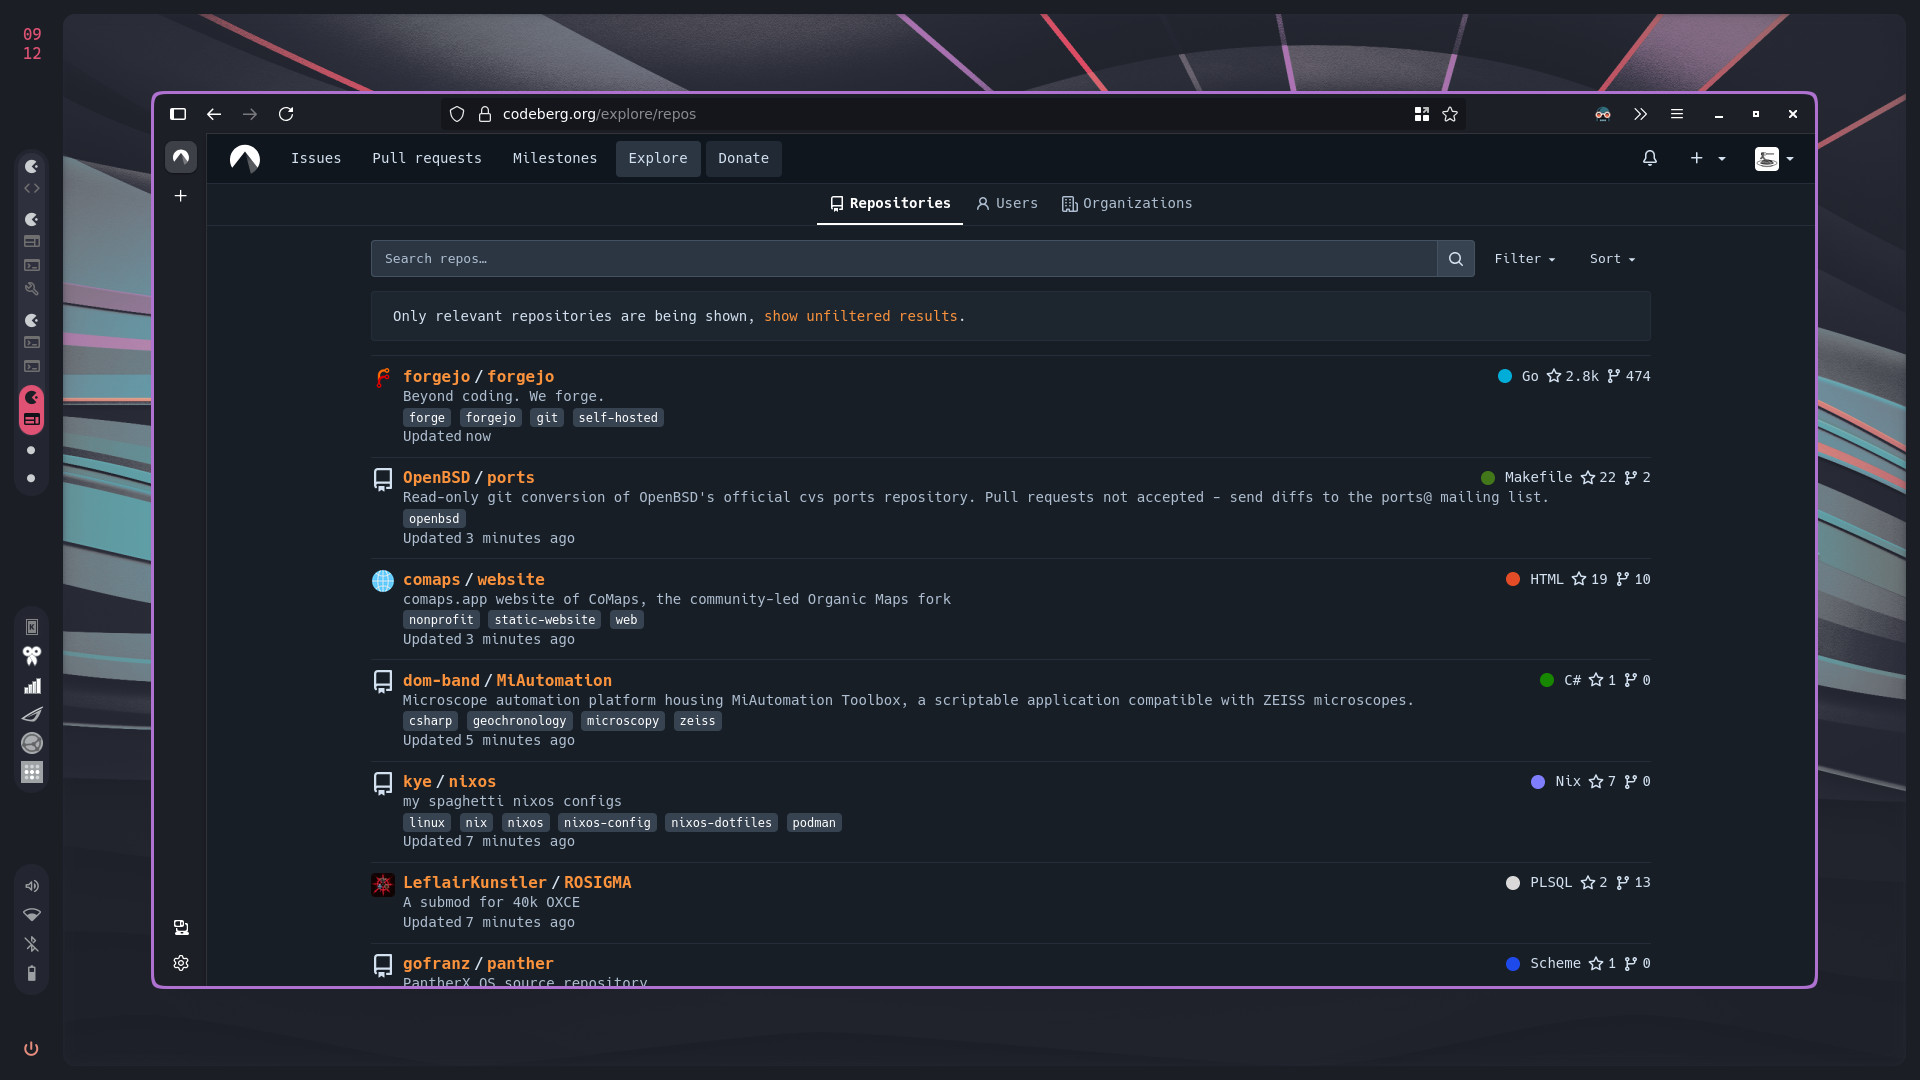 09
12
codeberg.org/explore/repos
Issues Pull requests Milestones Explore Donate
Repositories Users Organizations
Search repos…
Filter Sort
Only relevant repositories are being shown, show unfiltered results.
forgejo / forgejo Go 2.8k 474
Beyond coding. We forge.
forge forgejo git self-hosted
Updated now
OpenBSD / ports Makefile 22 2
Read-only git conversion of OpenBSD's official cvs ports repository. Pull requests not accepted - send diffs to the ports@ mailing list.
openbsd
Updated 3 minutes ago
comaps / website HTML 19 10
comaps.app website of CoMaps, the community-led Organic Maps fork
nonprofit static-website web
Updated 3 minutes ago
dom-band / MiAutomation C# 1 0
Microscope automation platform housing MiAutomation Toolbox, a scriptable application compatible with ZEISS microscopes.
csharp geochronology microscopy zeiss
Updated 5 minutes ago
kye / nixos Nix 7 0
my spaghetti nixos configs
linux nix nixos nixos-config nixos-dotfiles podman
Updated 7 minutes ago
LeflairKunstler / ROSIGMA PLSQL 2 13
A submod for 40k OXCE
Updated 7 minutes ago
gofranz / panther Scheme 1 0
PantherX OS source repository